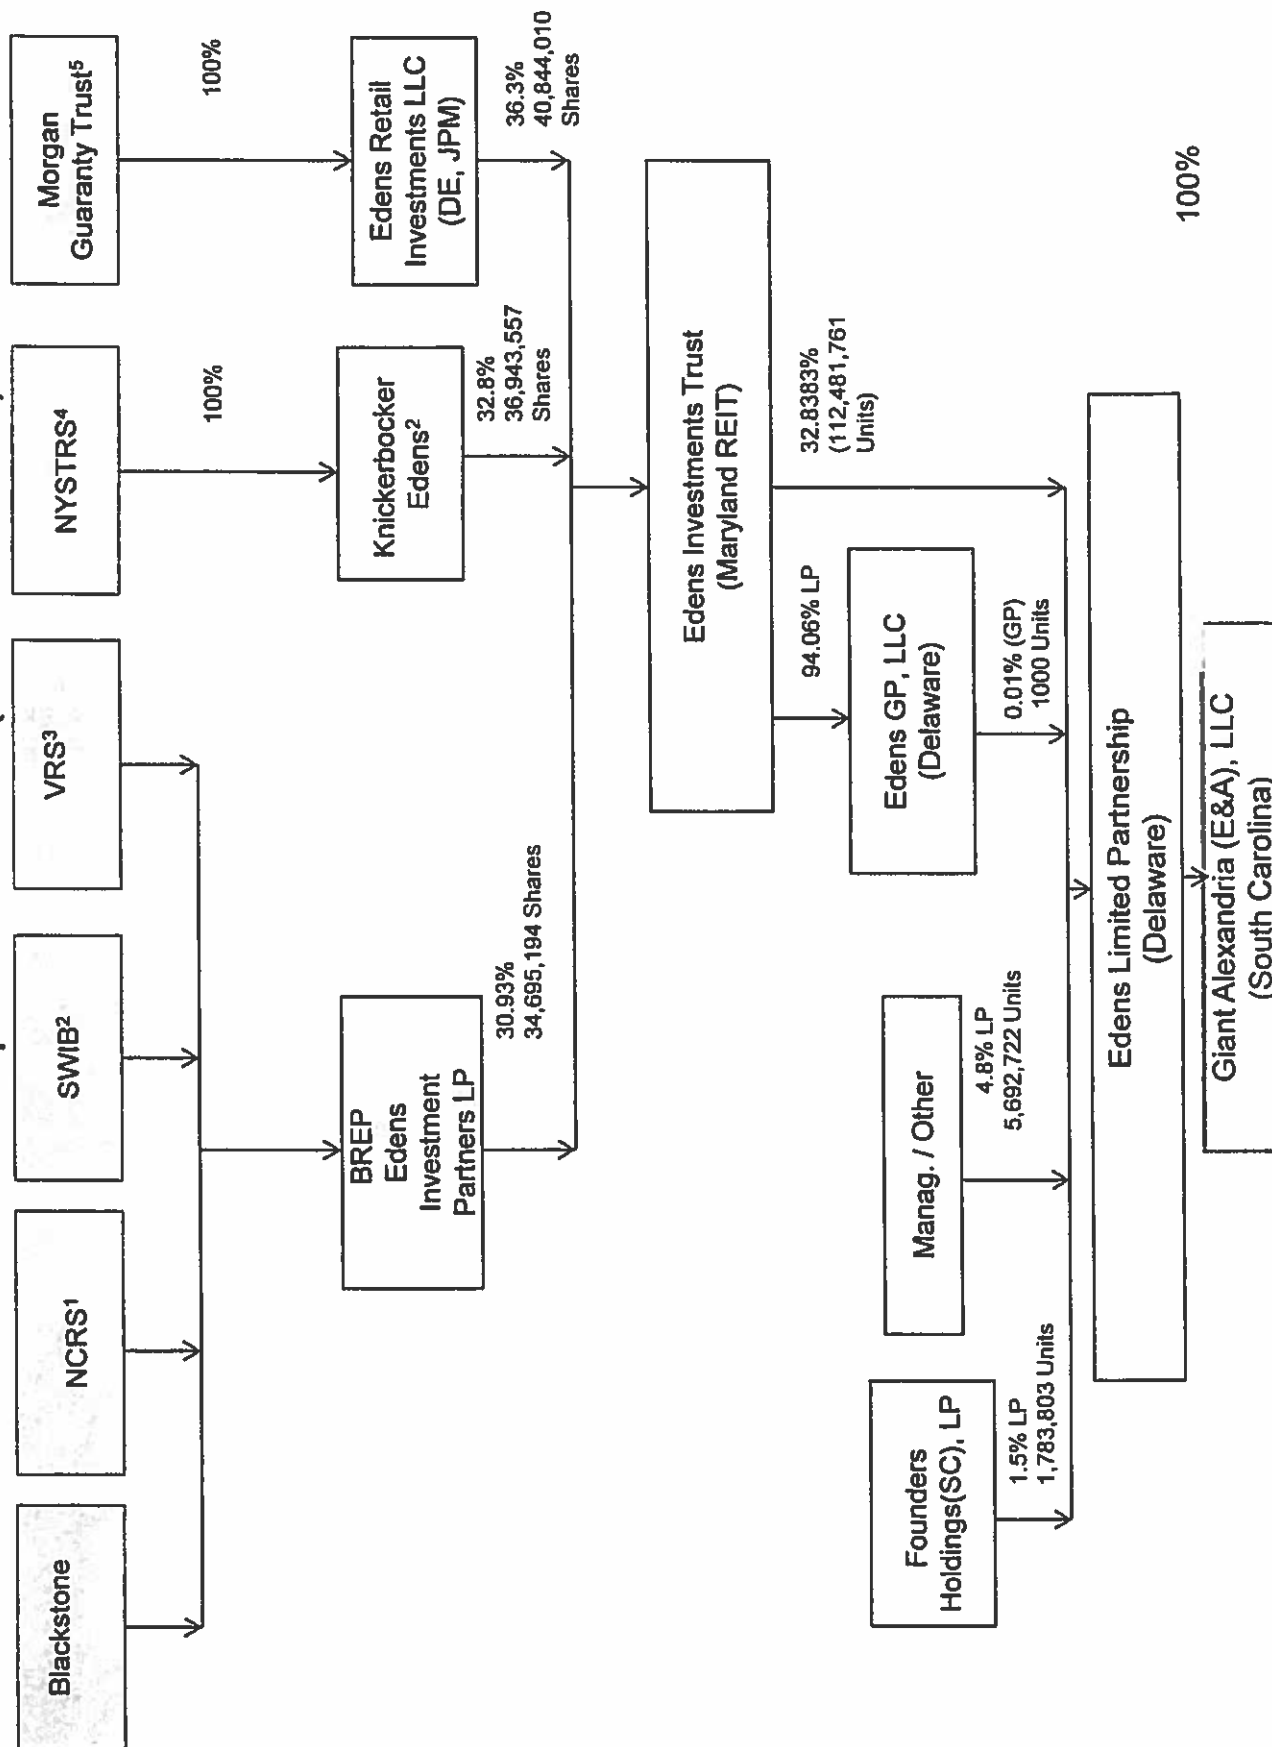 Blackstone
NCRS1
SWIB2
VRS3
NYSTRS4
Morgan
Guaranty Trust5
100%
100%
BREP
Edens
Investment
Partners LP
Knickerbocker
Edens2
Edens Retail
Investments LLC
(DE, JPM)
30.93%
34,695,194 Shares
32.8%
36,943,557
Shares
36.3%
40,844,010
Shares
Edens Investments Trust
(Maryland REIT)
94.06% LP
32.8383%
(112,481,761
Units)
Founders
Holdings(SC), LP
Manag. / Other
Edens GP, LLC
(Delaware)
1.5% LP
1,783,803 Units
4.8% LP
5,692,722 Units
0.01% (GP)
1000 Units
Edens Limited Partnership
(Delaware)
100%
Giant Alexandria (E&A), LLC
(South Carolina)